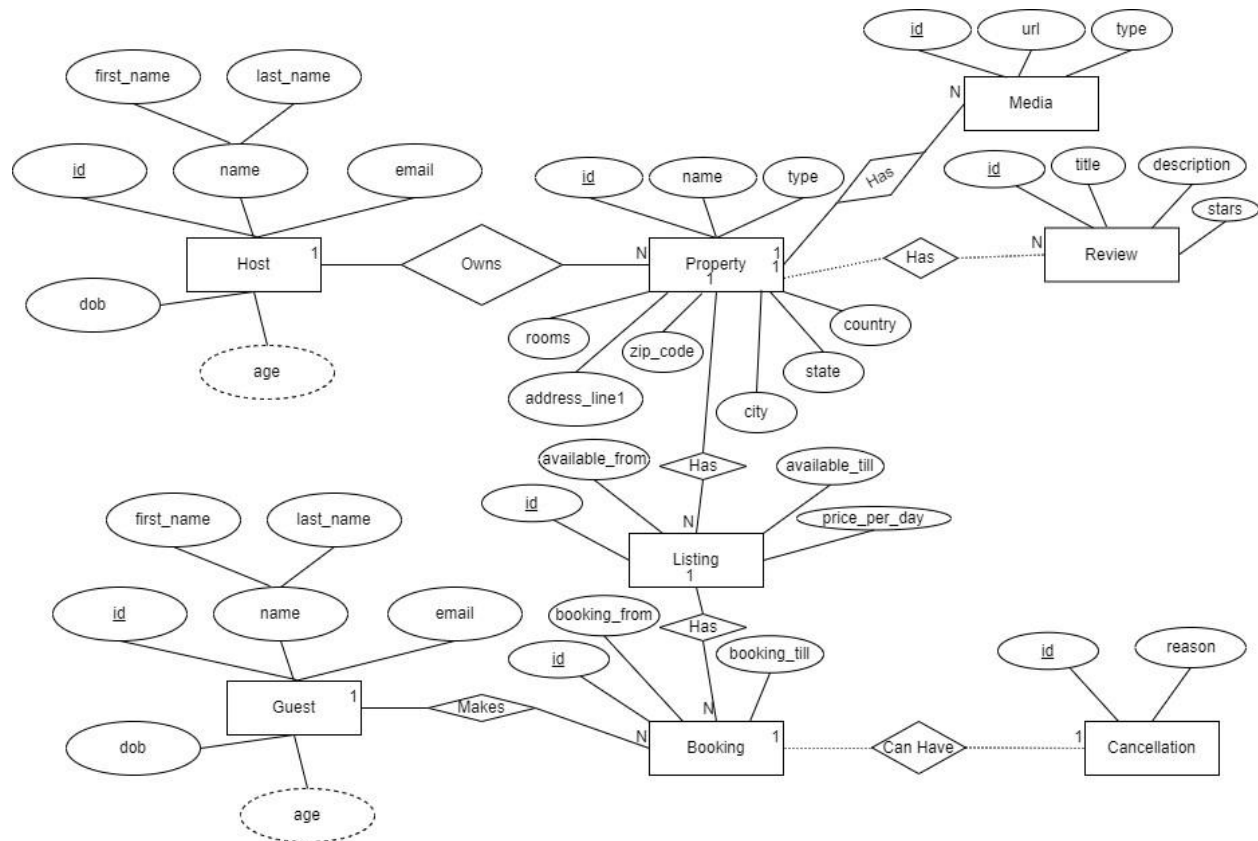 id
url
type
first_name
last_name
N
Media
id
name
email
id
name
type
Has
id
title
description
stars
Host
1
Owns
N
Property
1
1
1
Has
N
Review
dob
age
rooms
zip_code
country
state
address_line1
city
available_from
Has
available_till
id
N
price_per_day
first_name
last_name
Listing
1
id
name
email
booking_from
Has
booking_till
id
id
reason
Guest
1
Makes
N
N
Booking
1
Can Have
1
Cancellation
dob
age